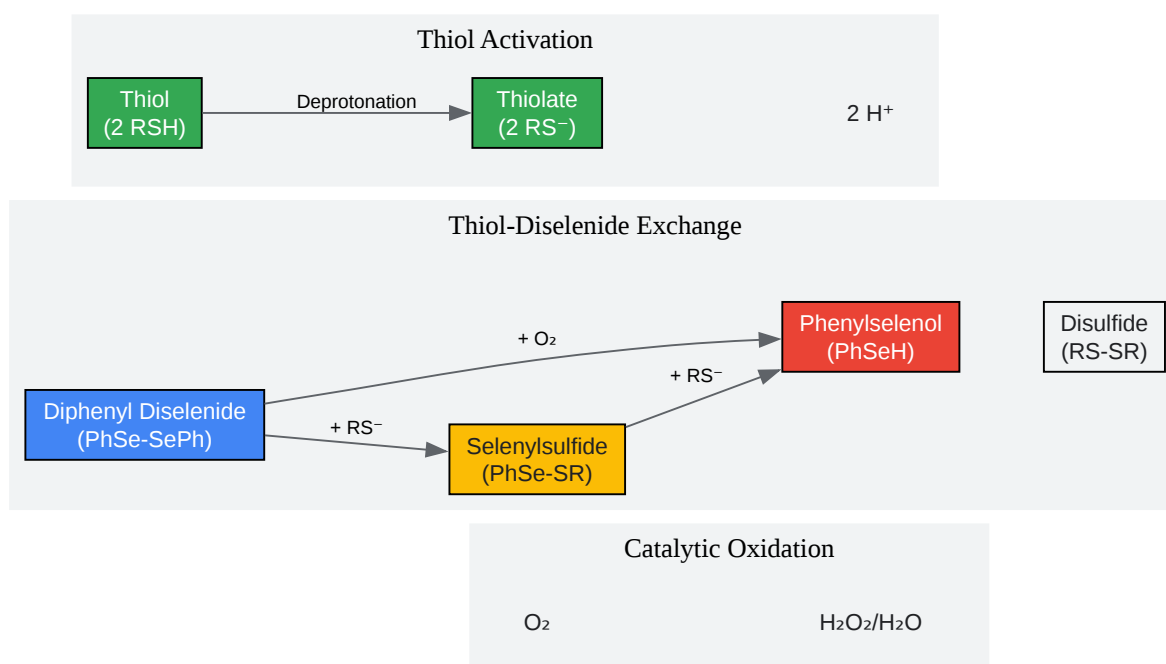 Thiol Activation
Thiol
(2 RSH)
Deprotonation
Thiolate
(2 RS⁻)
2 H⁺
Thiol-Diselenide Exchange
Phenylselenol
(PhSeH)
Disulfide
(RS-SR)
+ O₂
+ RS⁻
Diphenyl Diselenide
(PhSe-SePh)
+ RS⁻
Selenylsulfide
(PhSe-SR)
Catalytic Oxidation
O₂
H₂O₂/H₂O